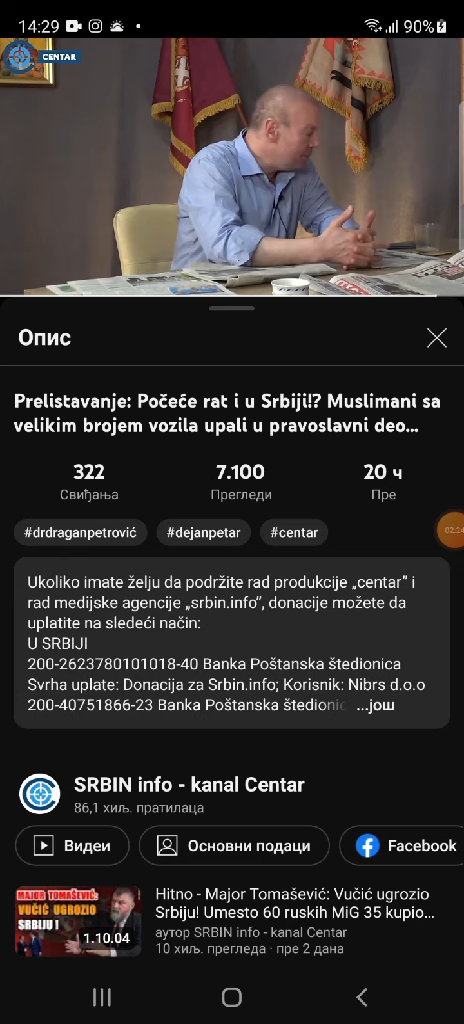 14:29
90%
CENTAR
Опис
Prelistavanje: Počeće rat i u Srbiji!? Muslimani sa
velikim brojem vozila upali u pravoslavni deo...
322 7.100 20 ч
Свиђања Прегледи Пре
#drdraganpetrović #dejanpetar #centar
02:24
Ukoliko imate želju da podržite rad produkcije „centar" i
rad medijske agencije „srbin.info", donacije možete da
uplatite na sledeći način:
U SRBIJI
200-2623780101018-40 Banka Poštanska štedionica
Svrha uplate: Donacija za Srbin.info; Korisnik: Nibrs d.o.o
200-40751866-23 Banka Poštanska štedionic ...још
SRBIN info - kanal Centar
86,1 хиљ. пратилаца
Видеи Основни подаци Facebook
MAJOR TOMAŠEVIĆ:
VUČIĆ UGROZIO
SRBIJU !
1.10.04
Hitno - Major Tomašević: Vučić ugrozio
Srbiju! Umesto 60 ruskih MiG 35 kupio...
аутор SRBIN info - kanal Centar
10 хиљ. прегледа · пре 2 дана